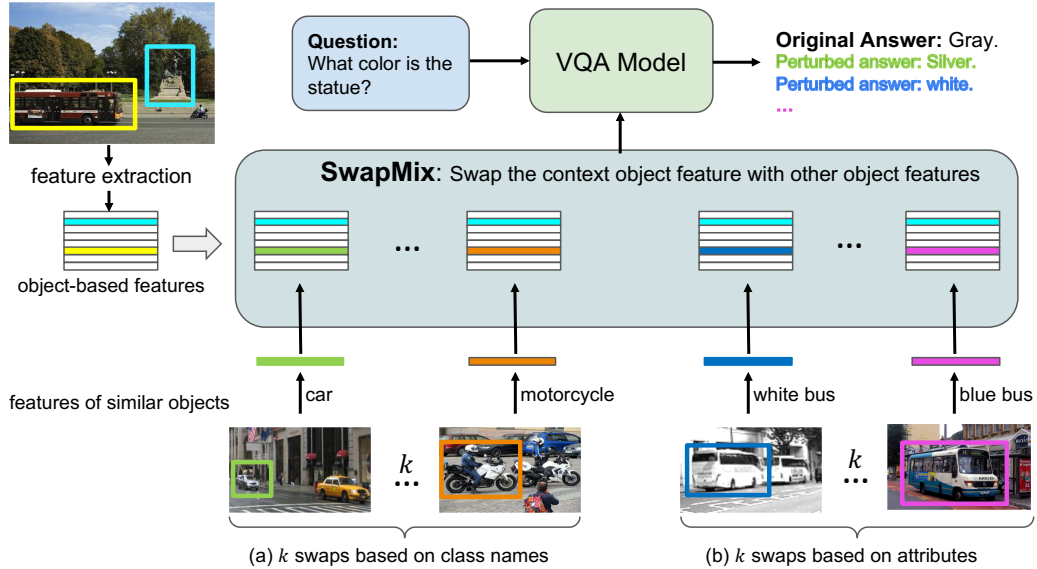 Question:
What color is the
statue?
VQA Model
Original Answer: Gray.
Perturbed answer: Silver.
Perturbed answer: white.
...
feature extraction
SwapMix: Swap the context object feature with other object features
...
...
object-based features
features of similar objects
car
motorcycle
white bus
blue bus
k
...
k
...
(a) k swaps based on class names
(b) k swaps based on attributes